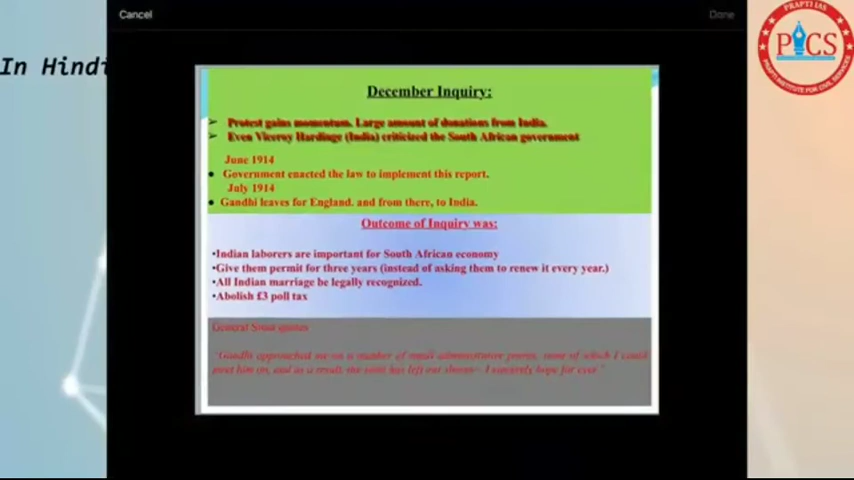 Cancel
Done
PRAPTI IAS
PiCS
PRAPTI INSTITUTE FOR CIVIL SERVICES
In Hindi
December Inquiry:
➢ Protest gains momentum. Large amount of donations from India.
➢ Even Viceroy Hardinge (India) criticized the South African government
June 1914
• Government enacted the law to implement this report.
July 1914
• Gandhi leaves for England. and from there, to India.
Outcome of Inquiry was:
•Indian laborers are important for South African economy
•Give them permit for three years (instead of asking them to renew it every year.)
•All Indian marriage be legally recognized.
•Abolish £3 poll tax
General Smut quotes
"Gandhi approached me on a number of small administrative points, some of which I could
meet him on, and as a result, the saint has left our shores– I sincerely hope for ever"